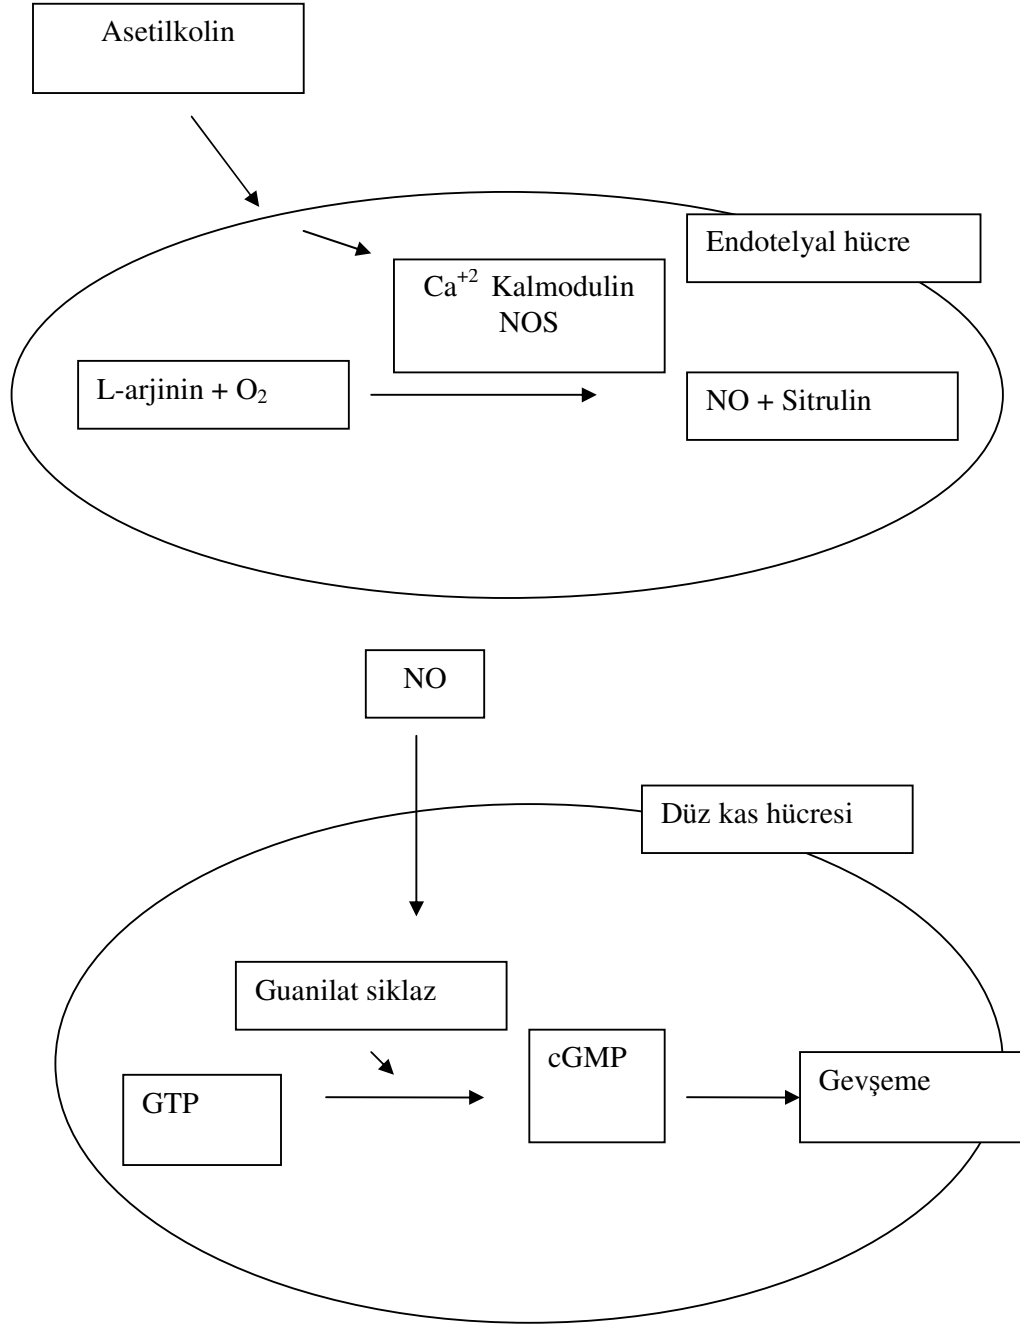 Asetilkolin
Endotelyal hücre
Ca⁺² Kalmodulin
NOS
L-arjinin + O₂
NO + Sitrulin
NO
Düz kas hücresi
Guanilat siklaz
cGMP
Gevşeme
GTP